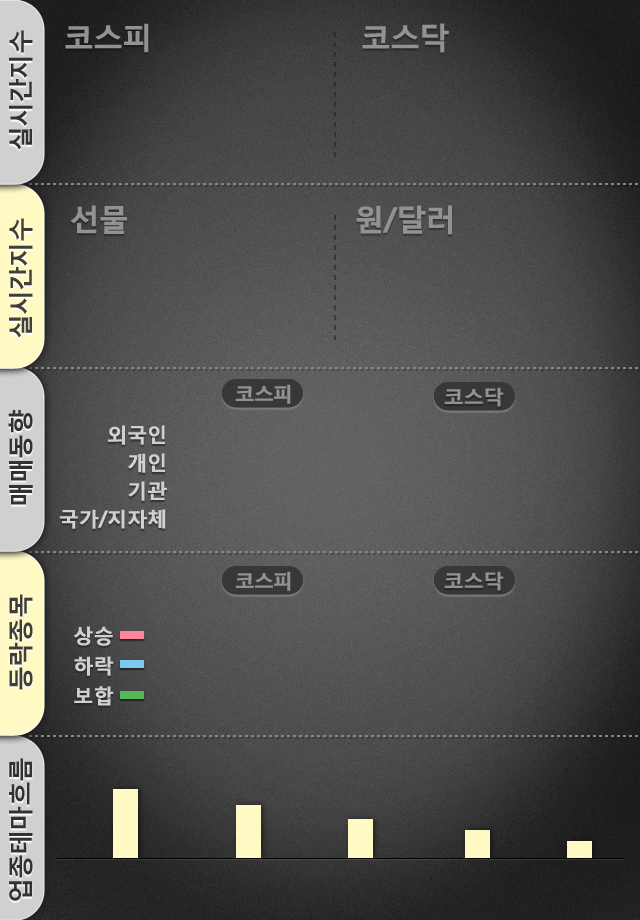 실시간지수
코스피
코스닥
실시간지수
선물
원/달러
매매동향
코스피
코스닥
외국인
개인
기관
국가/지자체
등락종목
코스피
코스닥
상승
하락
보합
업종테마흐름